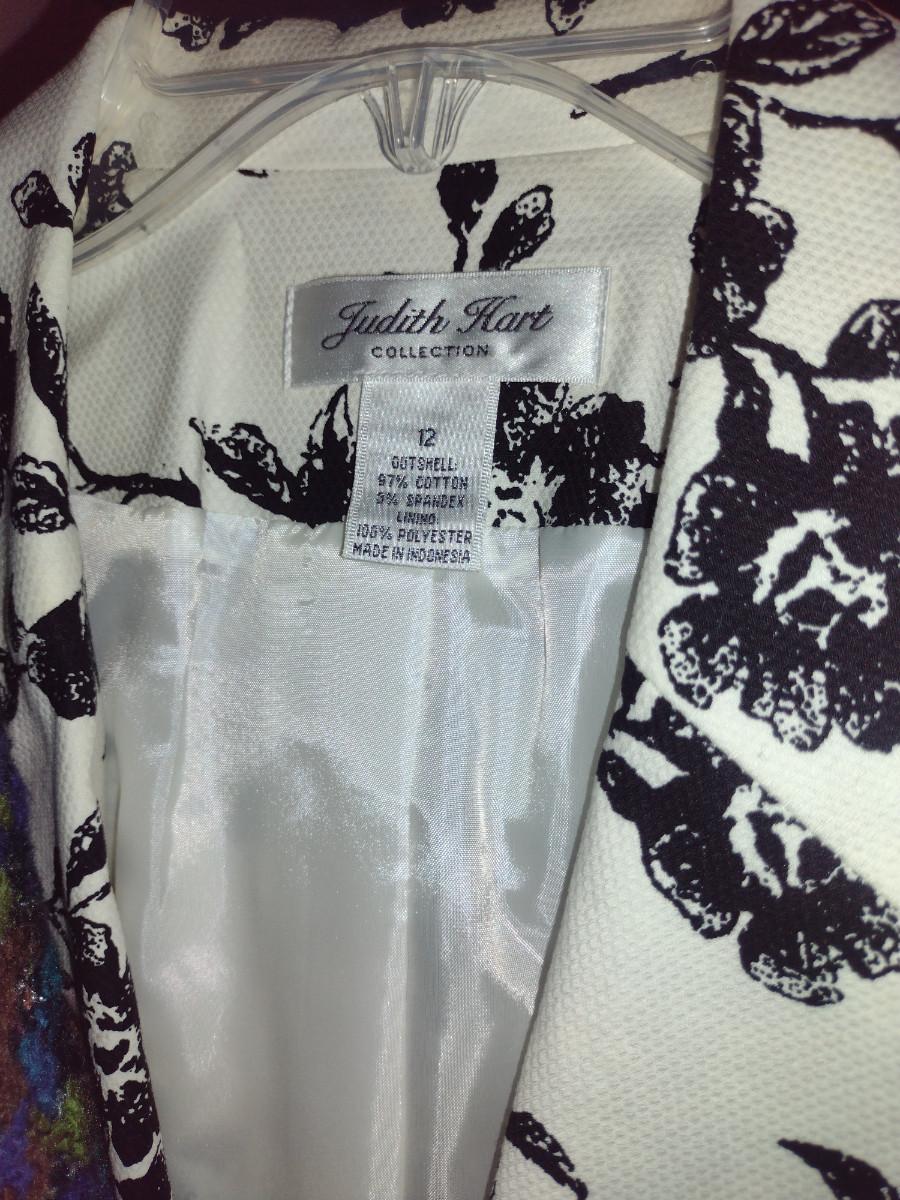 Judith Hart
COLLECTION
12
OUTSHELL:
97% COTTON
3% SPANDEX
LINING:
100% POLYESTER
MADE IN INDONESIA